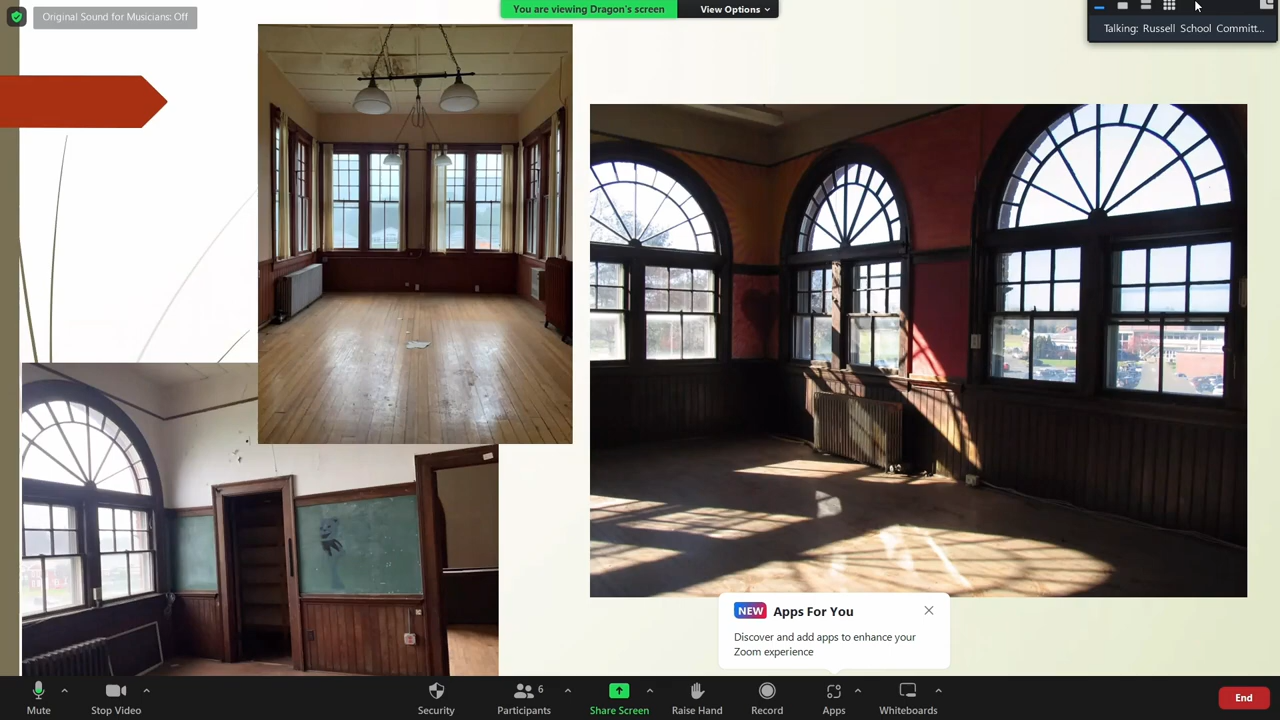 Original Sound for Musicians: Off
You are viewing Dragon's screen
View Options
Talking: Russell School Committ...
NEW Apps For You
Discover and add apps to enhance your
Zoom experience
Mute
Stop Video
Security
6
Participants
Share Screen
Raise Hand
Record
Apps
Whiteboards
End